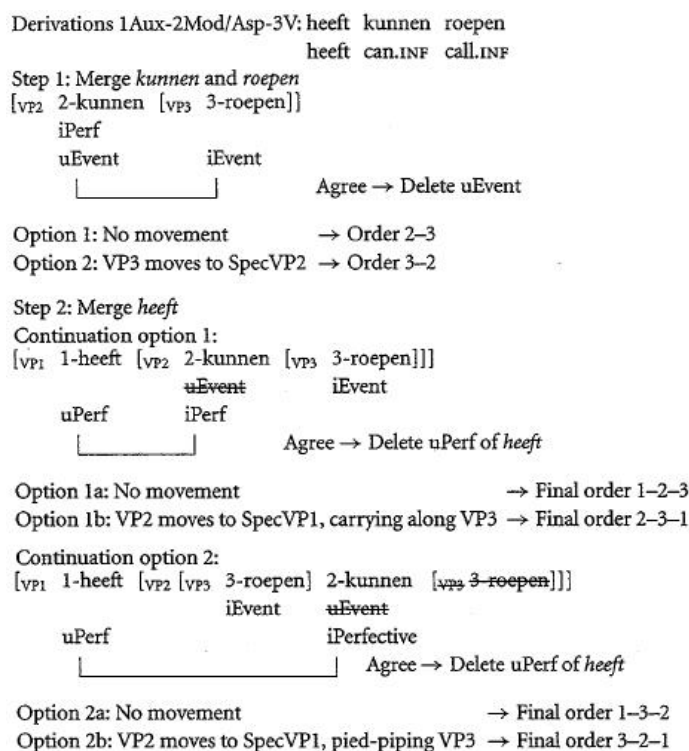 Derivations 1Aux-2Mod/Asp-3V: heeft kunnen roepen
heeft can.INF call.INF
Step 1: Merge kunnen and roepen
[VP2 2-kunnen [VP3 3-roepen]]
iPerf
uEvent iEvent
Agree → Delete uEvent
Option 1: No movement → Order 2–3
Option 2: VP3 moves to SpecVP2 → Order 3–2
Step 2: Merge heeft
Continuation option 1:
[VP1 1-heeft [VP2 2-kunnen [VP3 3-roepen]]]
uEvent iEvent
uPerf iPerf
Agree → Delete uPerf of heeft
Option 1a: No movement → Final order 1–2–3
Option 1b: VP2 moves to SpecVP1, carrying along VP3 → Final order 2–3–1
Continuation option 2:
[VP1 1-heeft [VP2 [VP3 3-roepen] 2-kunnen [VP3 3-roepen]]]
iEvent uEvent
uPerf iPerfective
Agree → Delete uPerf of heeft
Option 2a: No movement → Final order 1–3–2
Option 2b: VP2 moves to SpecVP1, pied-piping VP3 → Final order 3–2–1